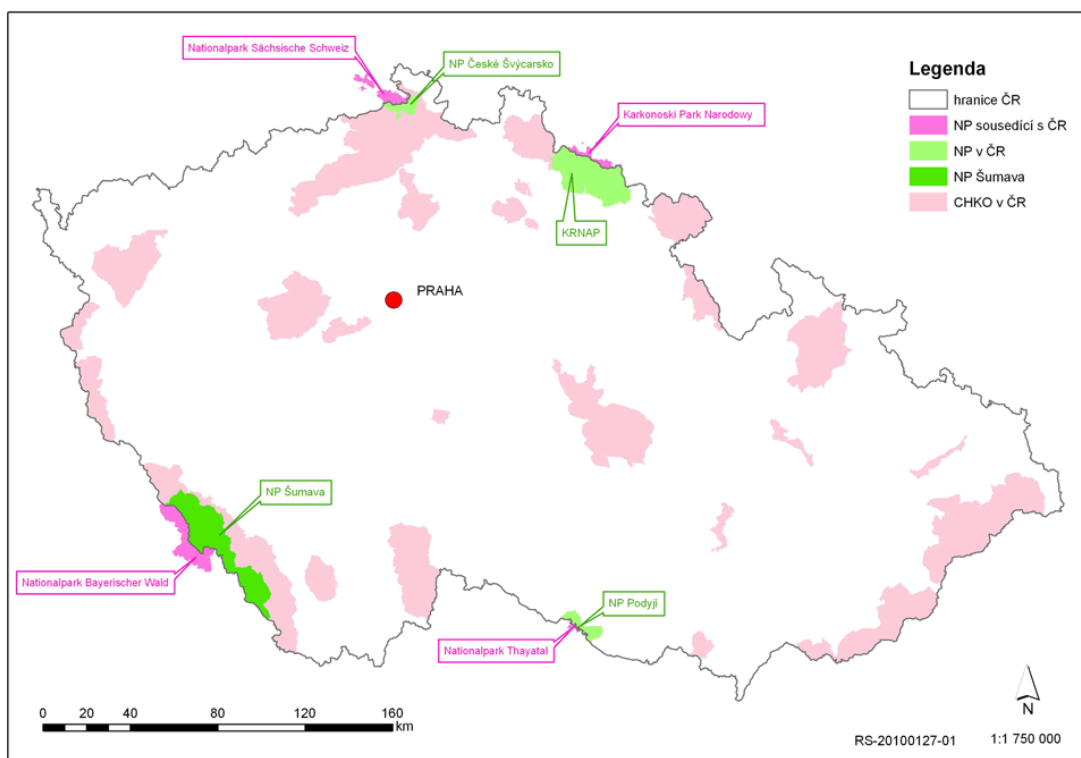 Nationalpark Sächsische Schweiz
NP České Švýcarsko
Karkonoski Park Narodowy
KRNAP
PRAHA
NP Šumava
Nationalpark Bayerischer Wald
NP Podyjí
Nationalpark Thayatal
Legenda
hranice ČR
NP sousedící s ČR
NP v ČR
NP Šumava
CHKO v ČR
0 20 40 80 120 160
km
N
RS-20100127-01 1:1 750 000